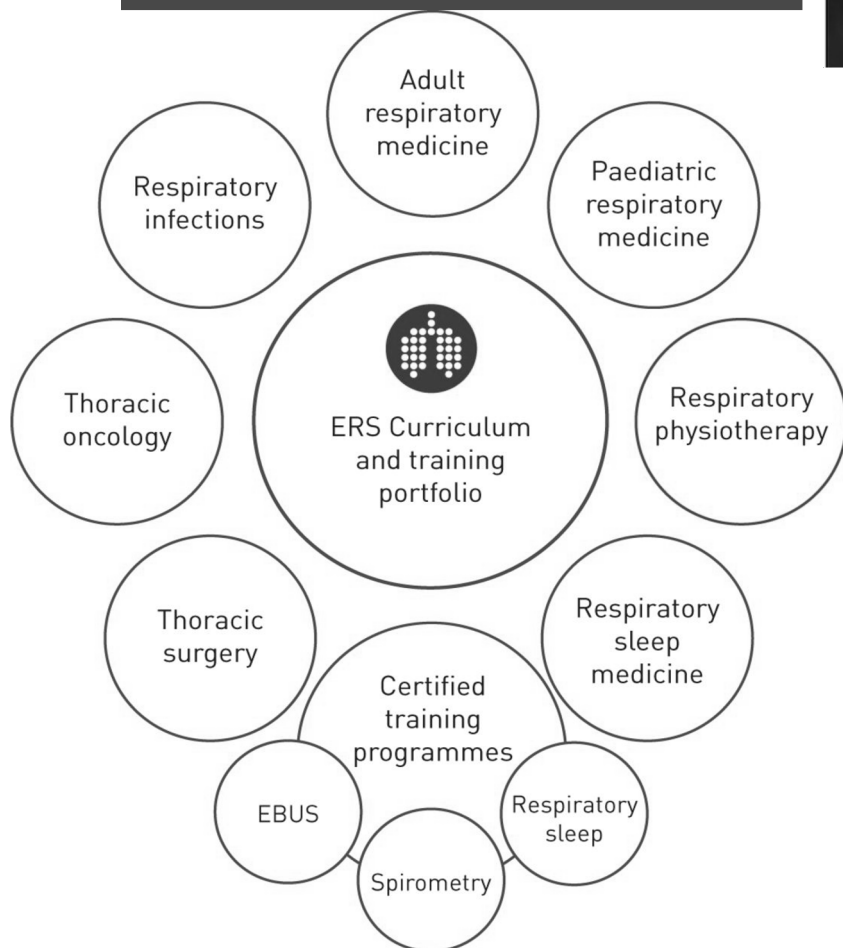 Adult
respiratory
medicine
Respiratory
infections
Paediatric
respiratory
medicine
Thoracic
oncology
ERS Curriculum
and training
portfolio
Respiratory
physiotherapy
Thoracic
surgery
Respiratory
sleep
medicine
Certified
training
programmes
EBUS
Respiratory
sleep
Spirometry